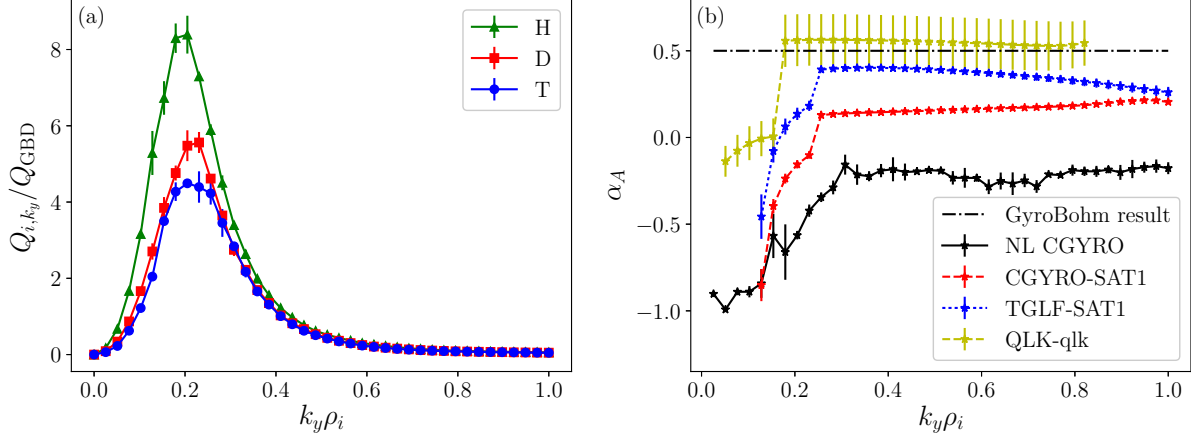 (a)
H
D
T
Q_{i,k_y}/Q_{GBD}
8
6
4
2
0
0.0 0.2 0.4 0.6 0.8 1.0
k_yρ_i
(b)
α_A
0.5
0.0
−0.5
−1.0
GyroBohm result
NL CGYRO
CGYRO-SAT1
TGLF-SAT1
QLK-qlk
0.0 0.2 0.4 0.6 0.8 1.0
k_yρ_i